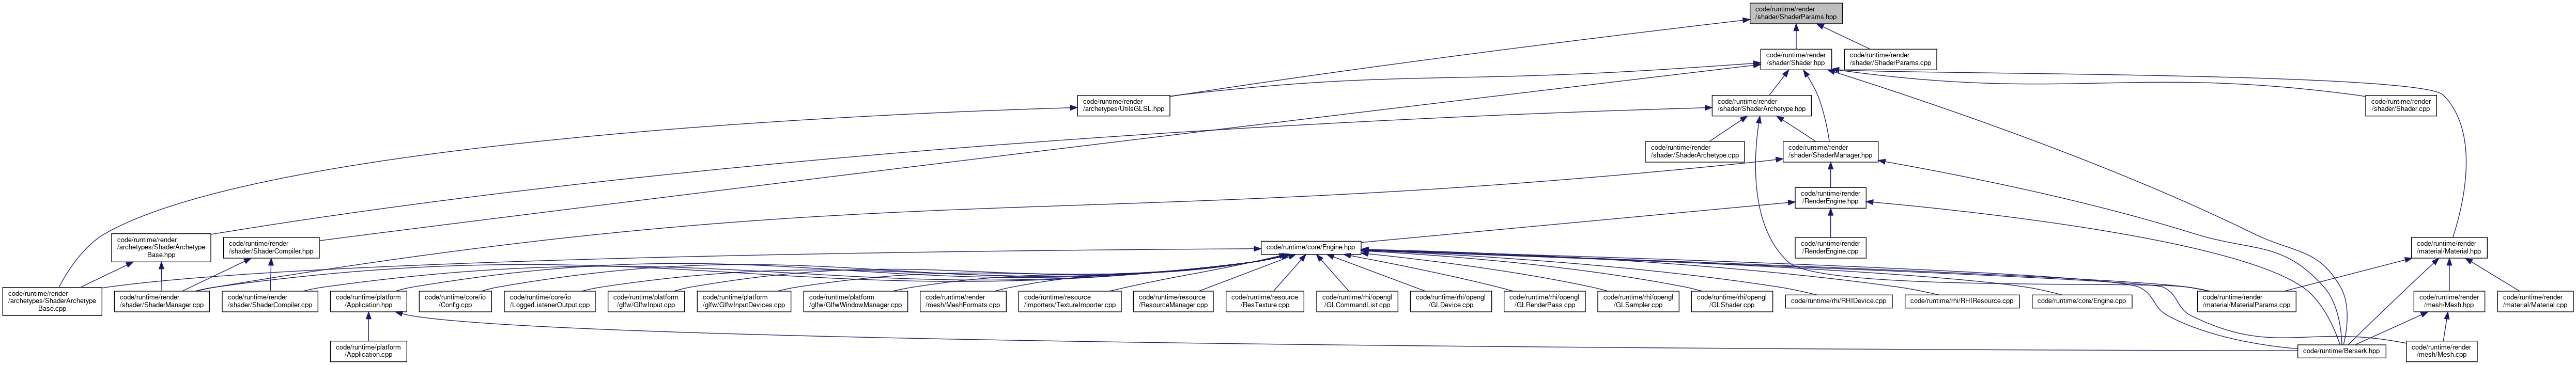 code/runtime/render
/shader/ShaderParams.hpp
code/runtime/render
/shader/Shader.hpp
code/runtime/render
/shader/ShaderParams.cpp
code/runtime/render
/archetypes/UtilsGLSL.hpp
code/runtime/render
/shader/ShaderArchetype.hpp
code/runtime/render
/shader/Shader.cpp
code/runtime/render
/shader/ShaderArchetype.cpp
code/runtime/render
/shader/ShaderManager.hpp
code/runtime/render
/RenderEngine.hpp
code/runtime/render
/archetypes/ShaderArchetype
Base.hpp
code/runtime/render
/shader/ShaderCompiler.hpp
code/runtime/core/Engine.hpp
code/runtime/render
/RenderEngine.cpp
code/runtime/render
/material/Material.hpp
code/runtime/render
/archetypes/ShaderArchetype
Base.cpp
code/runtime/render
/shader/ShaderManager.cpp
code/runtime/render
/shader/ShaderCompiler.cpp
code/runtime/platform
/Application.hpp
code/runtime/core/io
/Config.cpp
code/runtime/core/io
/LoggerListenerOutput.cpp
code/runtime/platform
/glfw/GlfwInput.cpp
code/runtime/platform
/glfw/GlfwInputDevices.cpp
code/runtime/platform
/glfw/GlfwWindowManager.cpp
code/runtime/render
/mesh/MeshFormats.cpp
code/runtime/resource
/importers/TextureImporter.cpp
code/runtime/resource
/ResourceManager.cpp
code/runtime/resource
/ResTexture.cpp
code/runtime/rhi/opengl
/GLCommandList.cpp
code/runtime/rhi/opengl
/GLDevice.cpp
code/runtime/rhi/opengl
/GLRenderPass.cpp
code/runtime/rhi/opengl
/GLSampler.cpp
code/runtime/rhi/opengl
/GLShader.cpp
code/runtime/rhi/RHIDevice.cpp
code/runtime/rhi/RHIResource.cpp
code/runtime/core/Engine.cpp
code/runtime/render
/material/MaterialParams.cpp
code/runtime/render
/mesh/Mesh.hpp
code/runtime/render
/material/Material.cpp
code/runtime/platform
/Application.cpp
code/runtime/Berserk.hpp
code/runtime/render
/mesh/Mesh.cpp